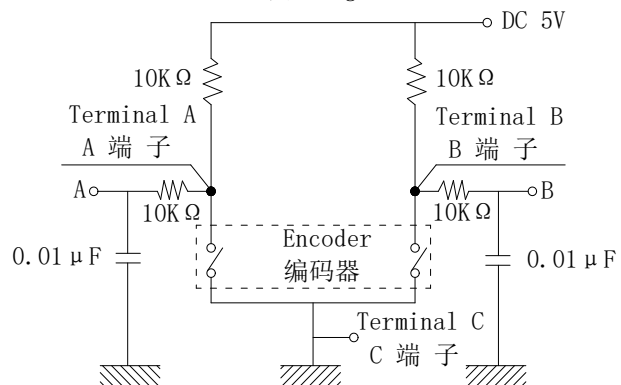 DC 5V
10KΩ
10KΩ
Terminal A
A 端 子
Terminal B
B 端 子
A
10KΩ
10KΩ
B
Encoder
编码器
0.01μF
0.01μF
Terminal C
C 端 子